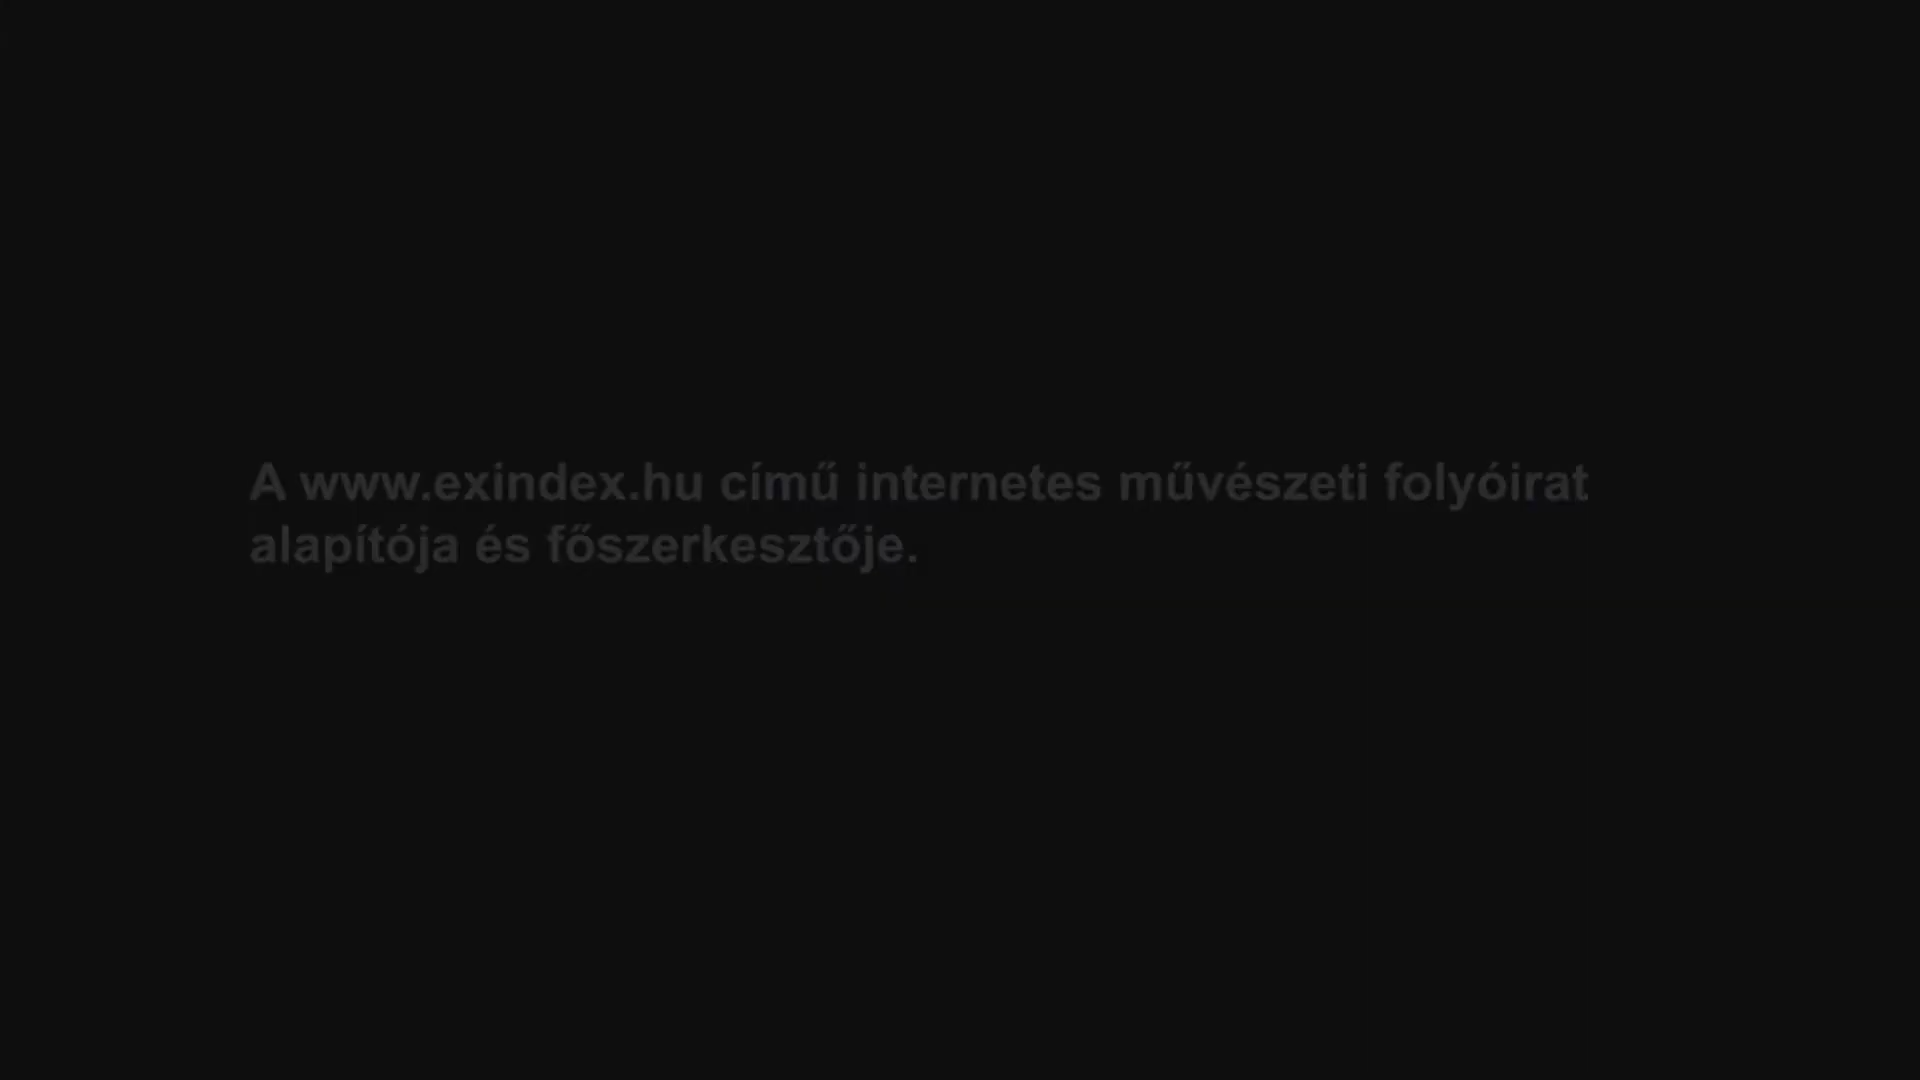 A www.exindex.hu című internetes művészeti folyóirat
alapítója és főszerkesztője.